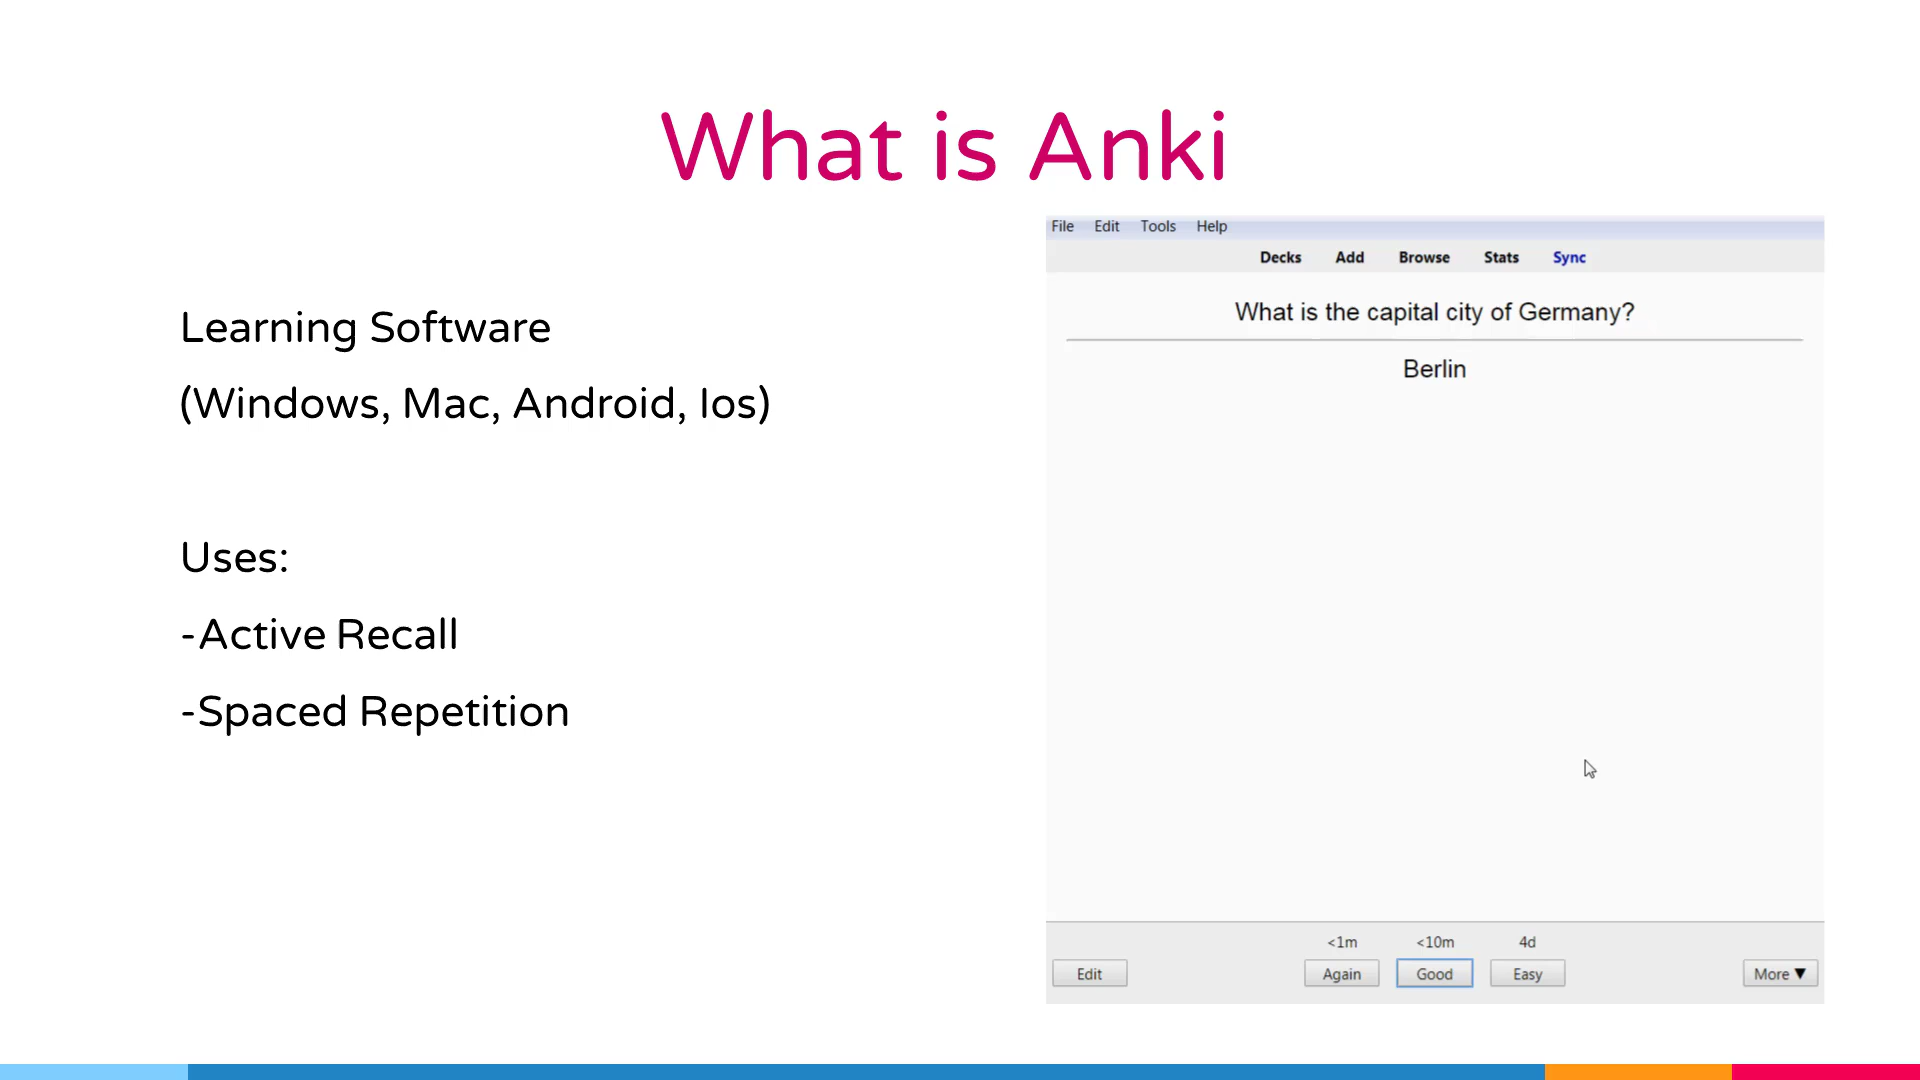 What is Anki
Learning Software
(Windows, Mac, Android, Ios)
Uses:
-Active Recall
-Spaced Repetition
File Edit Tools Help
Decks Add Browse Stats Sync
What is the capital city of Germany?
Berlin
<1m <10m 4d
Edit Again Good Easy More ▼